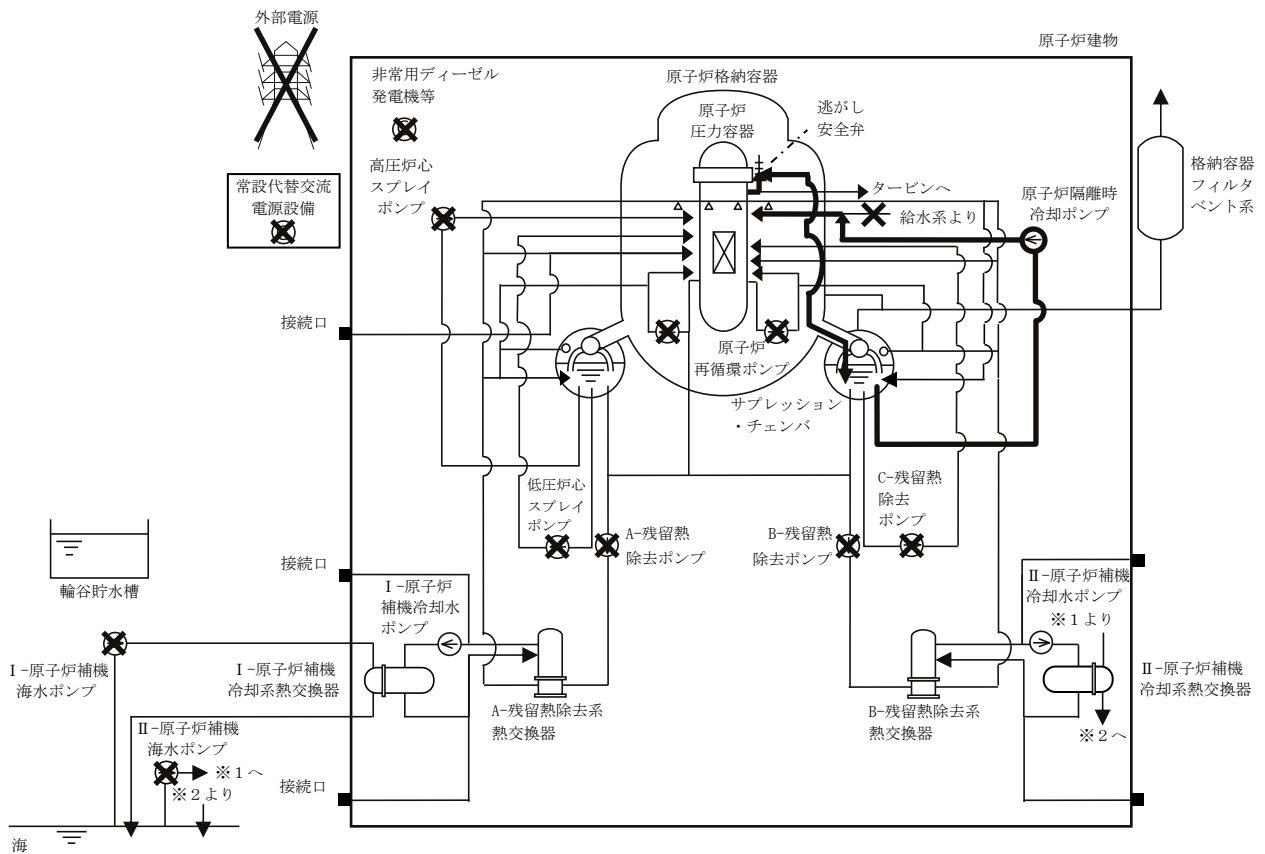 外部電源
原子炉建物
非常用ディーゼル
発電機等
原子炉格納容器
原子炉
圧力容器
逃がし
安全弁
常設代替交流
電源設備
高圧炉心
スプレイ
ポンプ
タービンへ
給水系より
原子炉隔離時
冷却ポンプ
格納容器
フィルタ
ベント系
接続口
原子炉
再循環ポンプ
サプレッション
・チェンバ
低圧炉心
スプレイ
ポンプ
A-残留熱
除去ポンプ
B-残留熱
除去ポンプ
C-残留熱
除去
ポンプ
輪谷貯水槽
接続口
Ⅰ-原子炉
補機冷却水
ポンプ
Ⅱ-原子炉補機
冷却水ポンプ
※1より
Ⅰ-原子炉補機
海水ポンプ
Ⅰ-原子炉補機
冷却系熱交換器
A-残留熱除去系
熱交換器
B-残留熱除去系
熱交換器
Ⅱ-原子炉補機
冷却系熱交換器
※2へ
Ⅱ-原子炉補機
海水ポンプ
※1へ
※2より
接続口
海